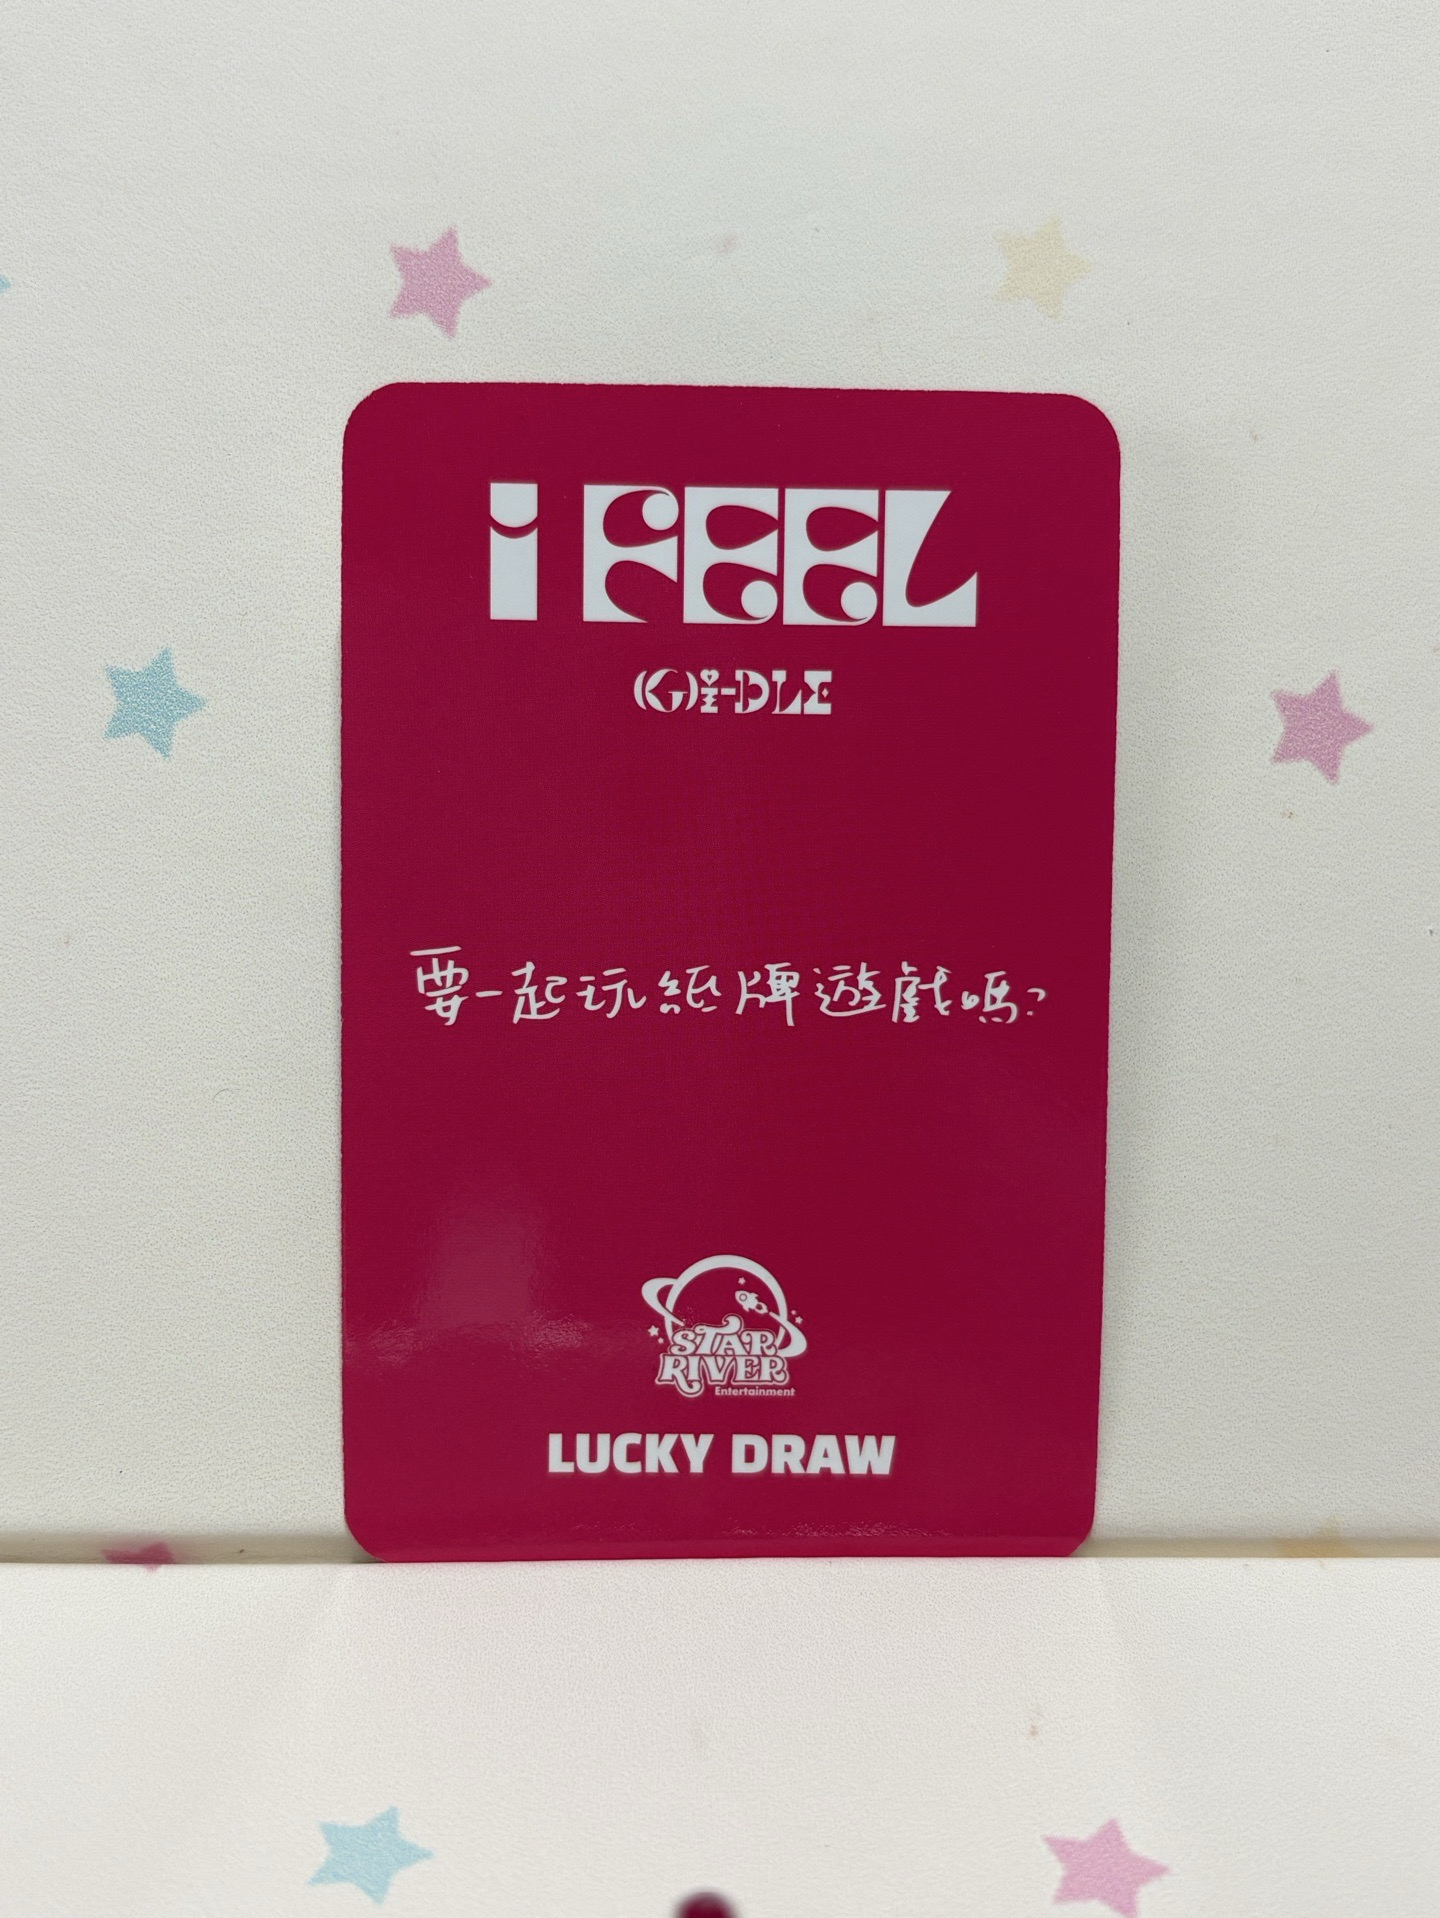 i FEEL
(G)i-DLE
要一起玩紙牌遊戲嗎?
STAR
RIVER
Entertainment
LUCKY DRAW